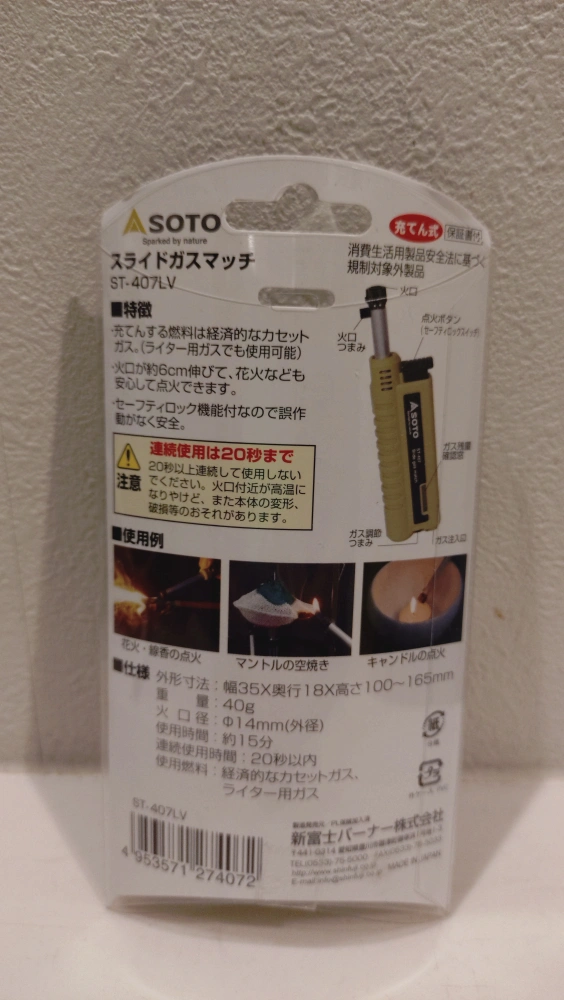 SOTO
Sparked by nature
充てん式
保証書付
消費生活用製品安全法に基づく
規制対象外製品
スライドガスマッチ
ST-407LV
■特徴
・充てんする燃料は経済的なカセット
ガス。(ライター用ガスでも使用可能)
・火口が約6cm伸びて、花火なども
安心して点火できます。
・セーフティロック機能付なので誤作
動がなく安全。
火口
火口
つまみ
点火ボタン
(セーフティロックスイッチ)
SOTO
ガス残量
確認窓
ガス調節
つまみ
ガス注入口
注意
連続使用は20秒まで
20秒以上連続して使用しない
でください。火口付近が高温に
なりやけど、また本体の変形、
破損等のおそれがあります。
■使用例
花火・線香の点火
マントルの空焼き
キャンドルの点火
■仕様
外形寸法：幅35X奥行18X高さ100～165mm
重 量：40g
火 口 径：Φ14mm(外径)
使用時間：約15分
連続使用時間：20秒以内
使用燃料：経済的なカセットガス、
ライター用ガス
紙
ST-407LV
4 953571 274072
新富士バーナー株式会社
MADE IN JAPAN